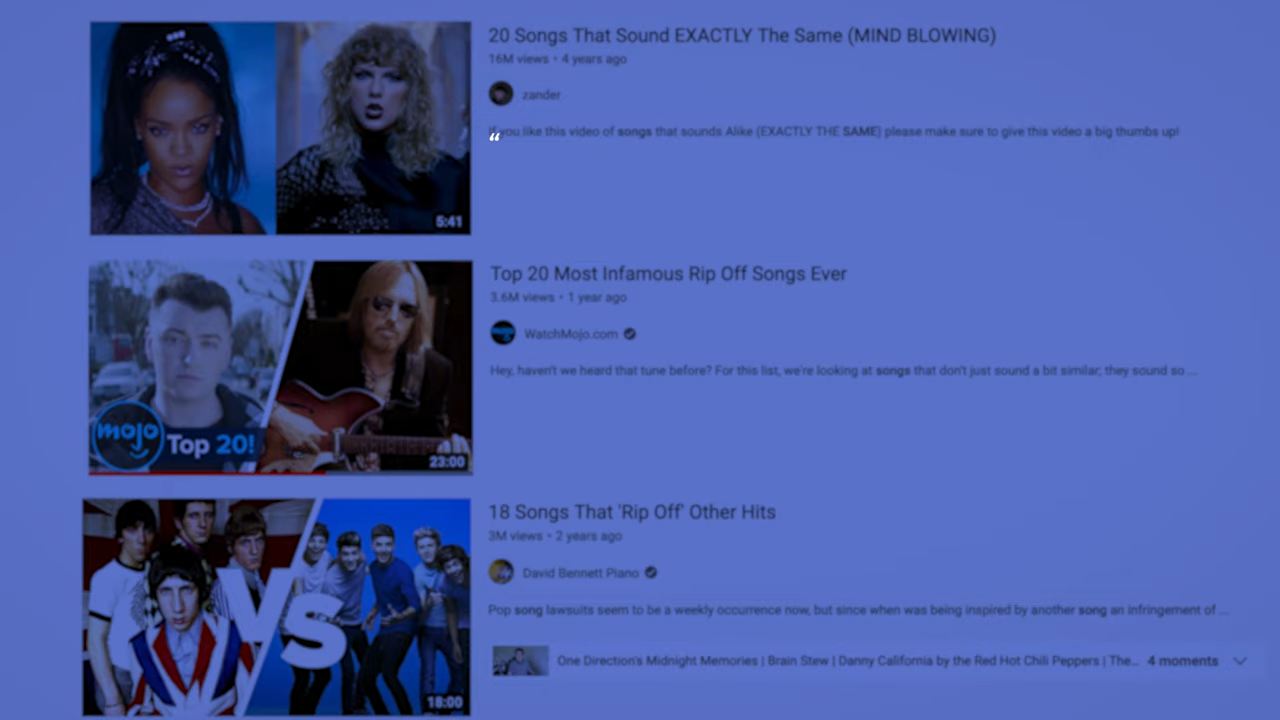 20 Songs That Sound EXACTLY The Same (MIND BLOWING)
16M views • 4 years ago
zander
If you like this video of songs that sounds Alike (EXACTLY THE SAME) please make sure to give this video a big thumbs up!
“
5:41
Top 20 Most Infamous Rip Off Songs Ever
3.6M views • 1 year ago
WatchMojo.com
Hey, haven't we heard that tune before? For this list, we're looking at songs that don't just sound a bit similar; they sound so ...
mojo
Top 20!
23:00
18 Songs That 'Rip Off' Other Hits
3M views • 2 years ago
David Bennett Piano
Pop song lawsuits seem to be a weekly occurrence now, but since when was being inspired by another song an infringement of ...
Vs
18:00
One Direction's Midnight Memories | Brain Stew | Danny California by the Red Hot Chili Peppers | The... 4 moments